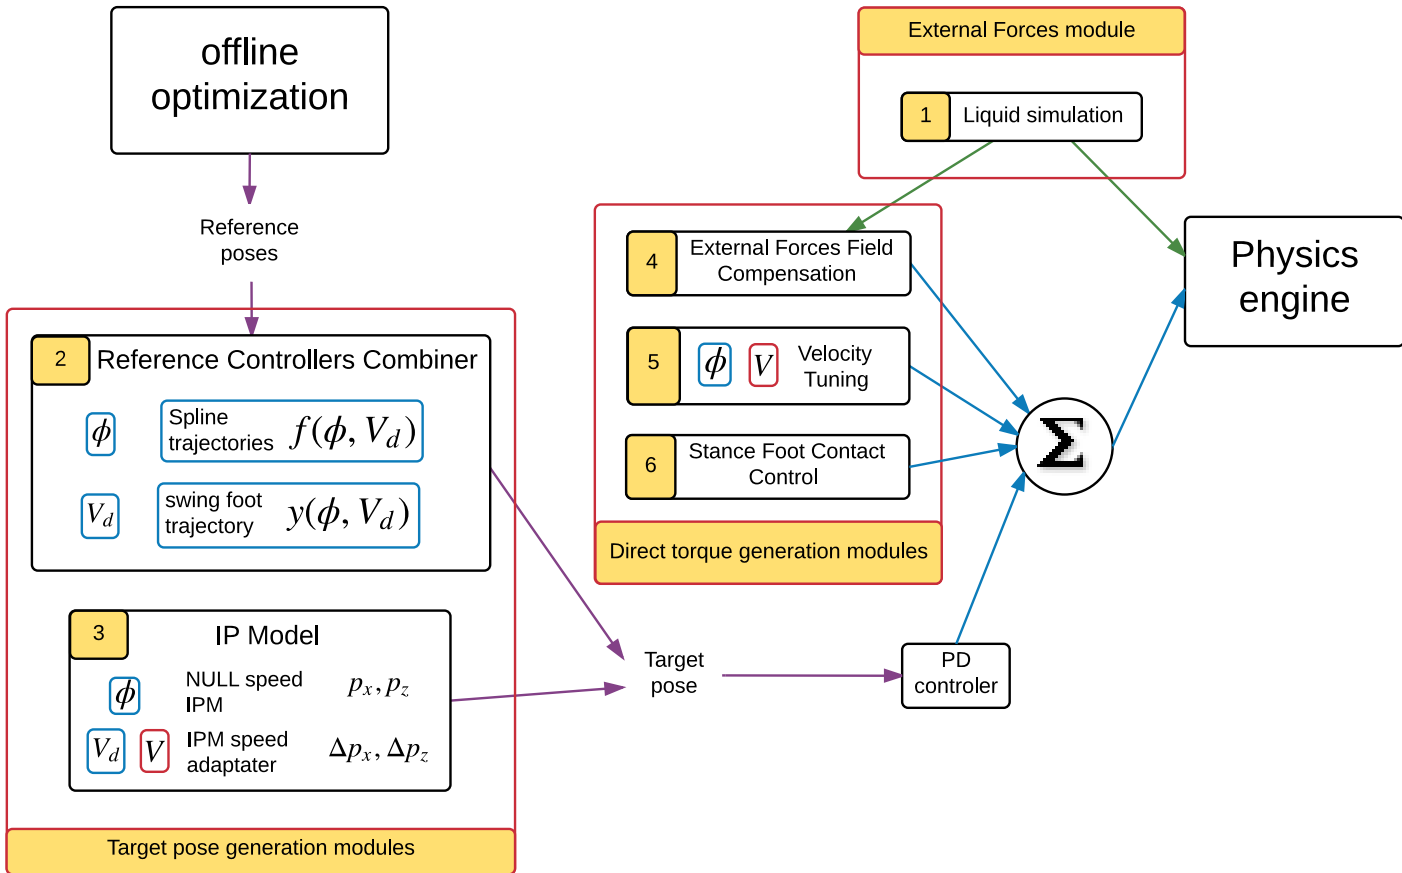 offline
optimization
Reference
poses
2
Reference Controllers Combiner
ϕ
Spline
trajectories
f(ϕ, V_d)
V_d
swing foot
trajectory
y(ϕ, V_d)
3
IP Model
ϕ
NULL speed
IPM
p_x, p_z
V_d
V
IPM speed
adaptater
Δp_x, Δp_z
Target pose generation modules
External Forces module
1
Liquid simulation
4
External Forces Field
Compensation
5
ϕ
V
Velocity
Tuning
6
Stance Foot Contact
Control
Direct torque generation modules
Target
pose
PD
controler
Σ
Physics
engine